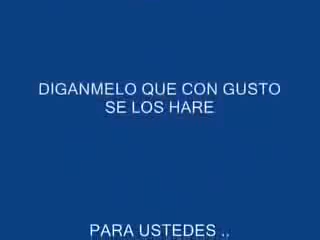 DIGANMELO QUE CON GUSTO
SE LOS HARE
PARA USTEDES ..